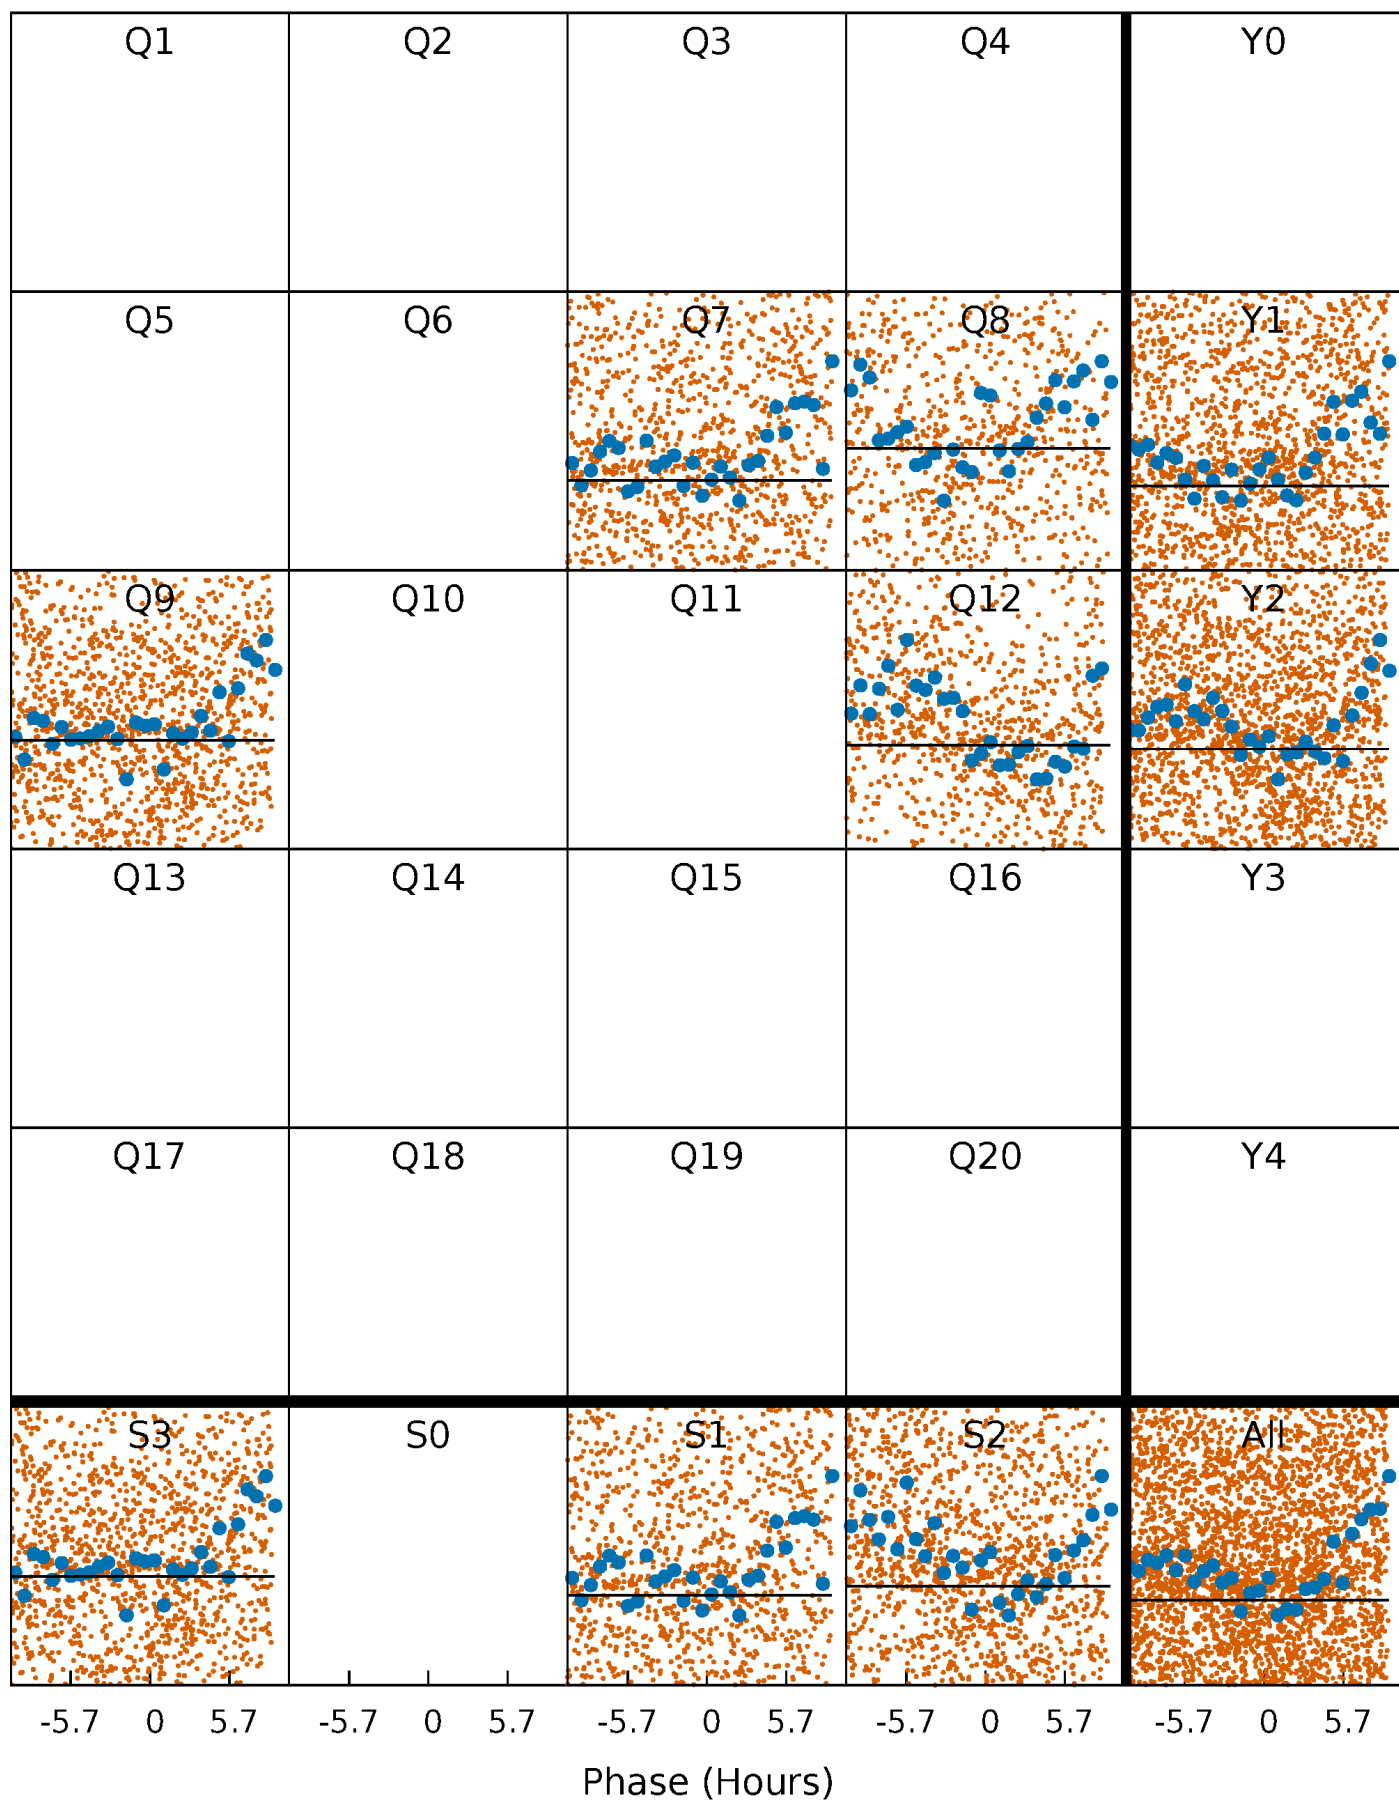 Q1 Q2 Q3 Q4 Y0
Q5 Q6 Q7 Q8 Y1
Q9 Q10 Q11 Q12 Y2
Q13 Q14 Q15 Q16 Y3
Q17 Q18 Q19 Q20 Y4
S3 S0 S1 S2 All
-5.7 0 5.7 -5.7 0 5.7 -5.7 0 5.7 -5.7 0 5.7 -5.7 0 5.7
Phase (Hours)